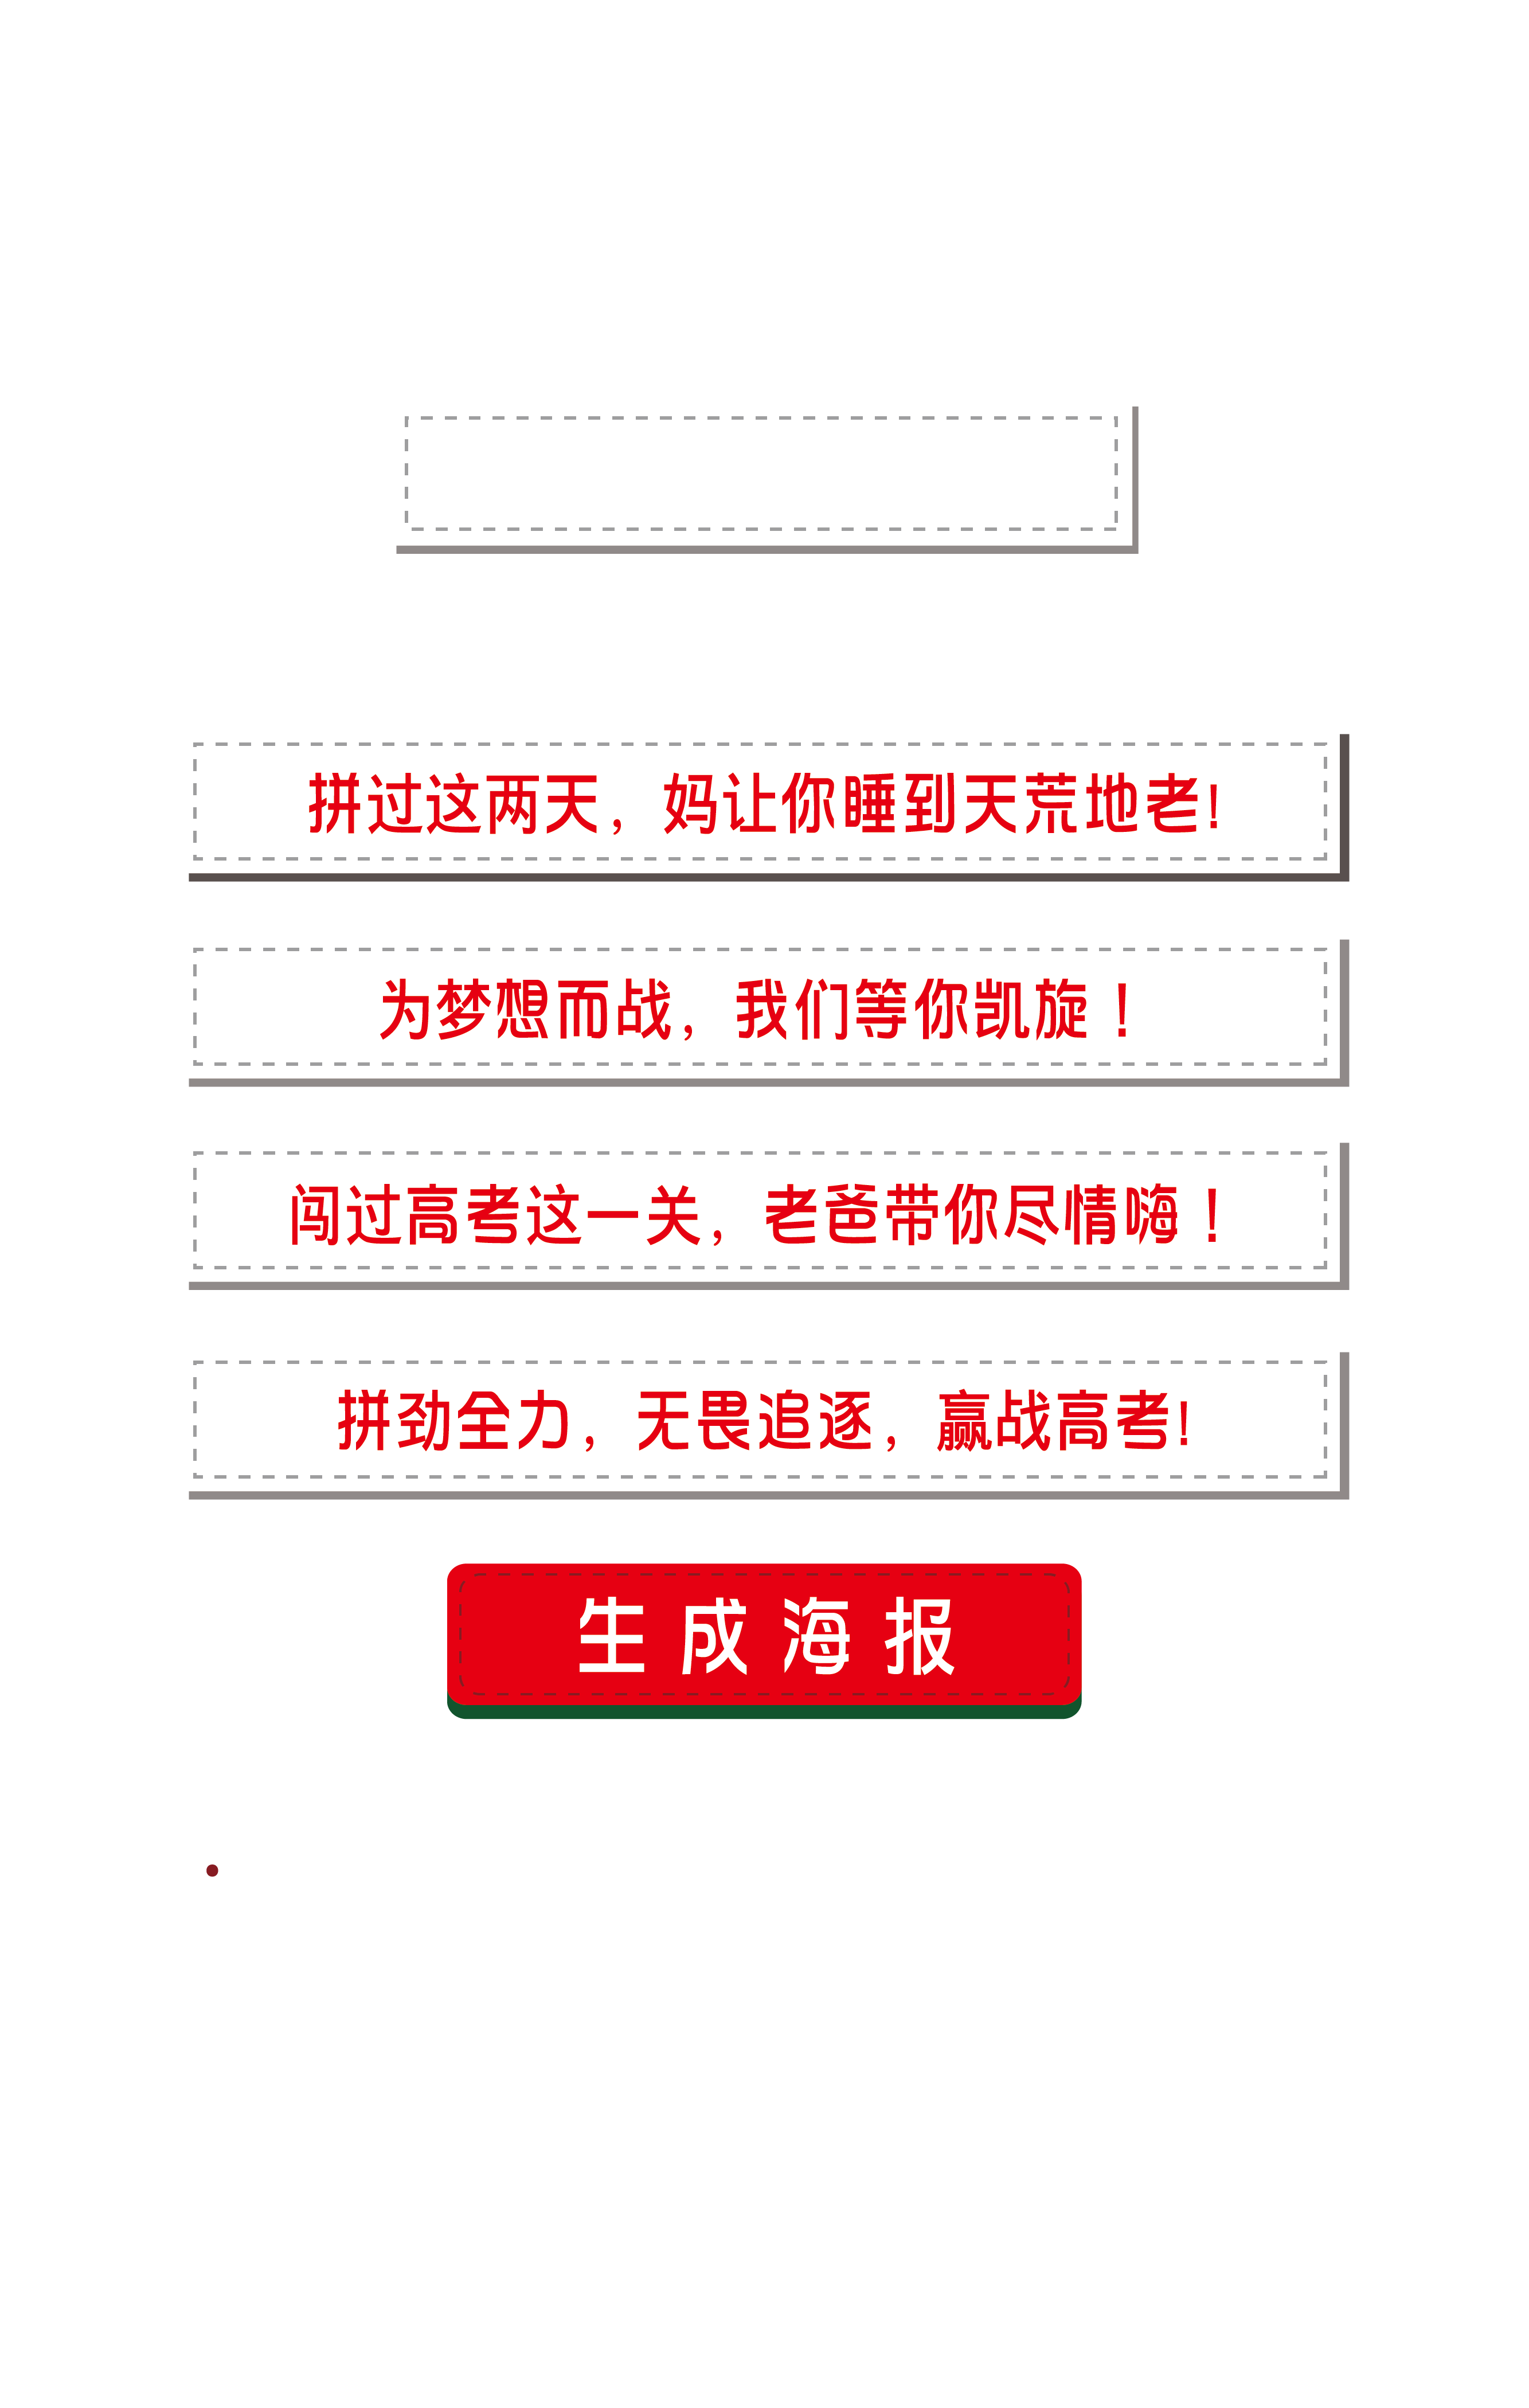 拼过这两天，妈让你睡到天荒地老！
为梦想而战，我们等你凯旋！
闯过高考这一关，老爸带你尽情嗨！
拼劲全力，无畏追逐，赢战高考！
生成海报